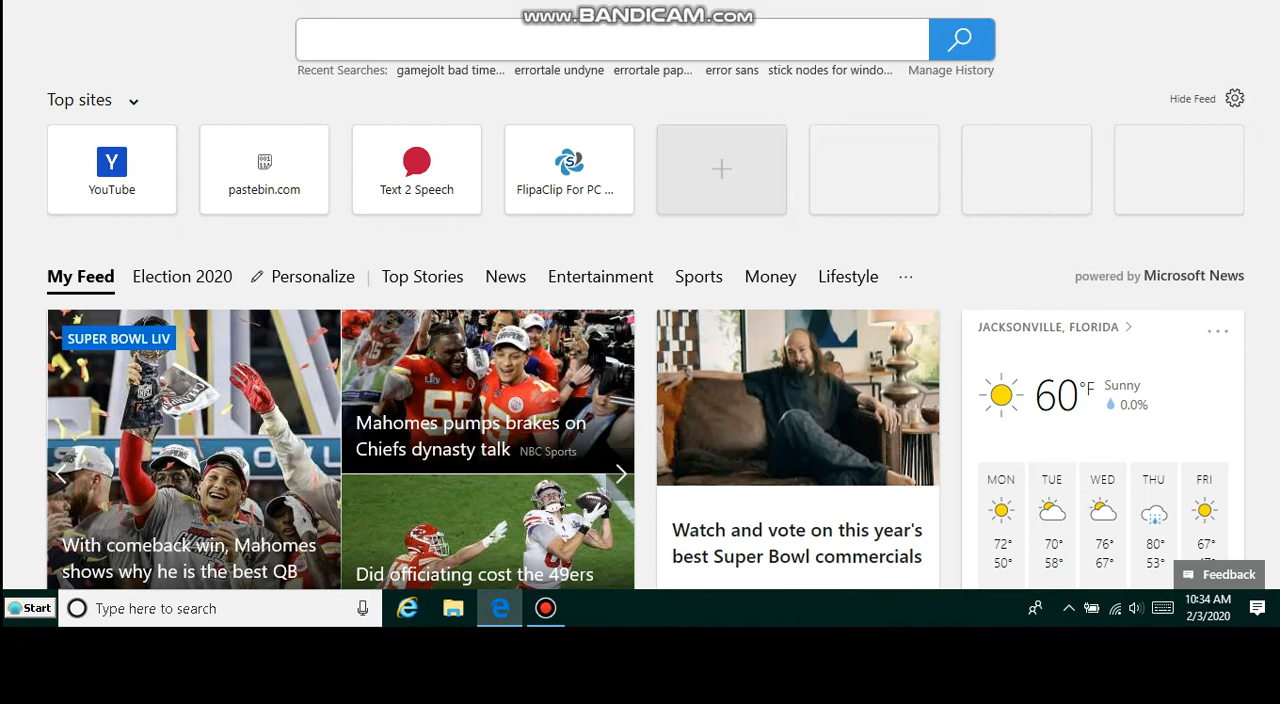 www.BANDICAM.com
Recent Searches: gamejolt bad time... errortale undyne errortale pap... error sans stick nodes for windo... Manage History
Top sites
Hide Feed
Y
YouTube
pastebin.com
Text 2 Speech
S
FlipaClip For PC ...
My Feed Election 2020 Personalize Top Stories News Entertainment Sports Money Lifestyle ...
powered by Microsoft News
SUPER BOWL LIV
With comeback win, Mahomes
shows why he is the best QB
Mahomes pumps brakes on
Chiefs dynasty talk NBC Sports
Did officiating cost the 49ers
Watch and vote on this year's
best Super Bowl commercials
JACKSONVILLE, FLORIDA
60°F
Sunny
0.0%
MON TUE WED THU FRI
72° 70° 76° 80° 67°
50° 58° 67° 53°
Feedback
Start
Type here to search
10:34 AM
2/3/2020